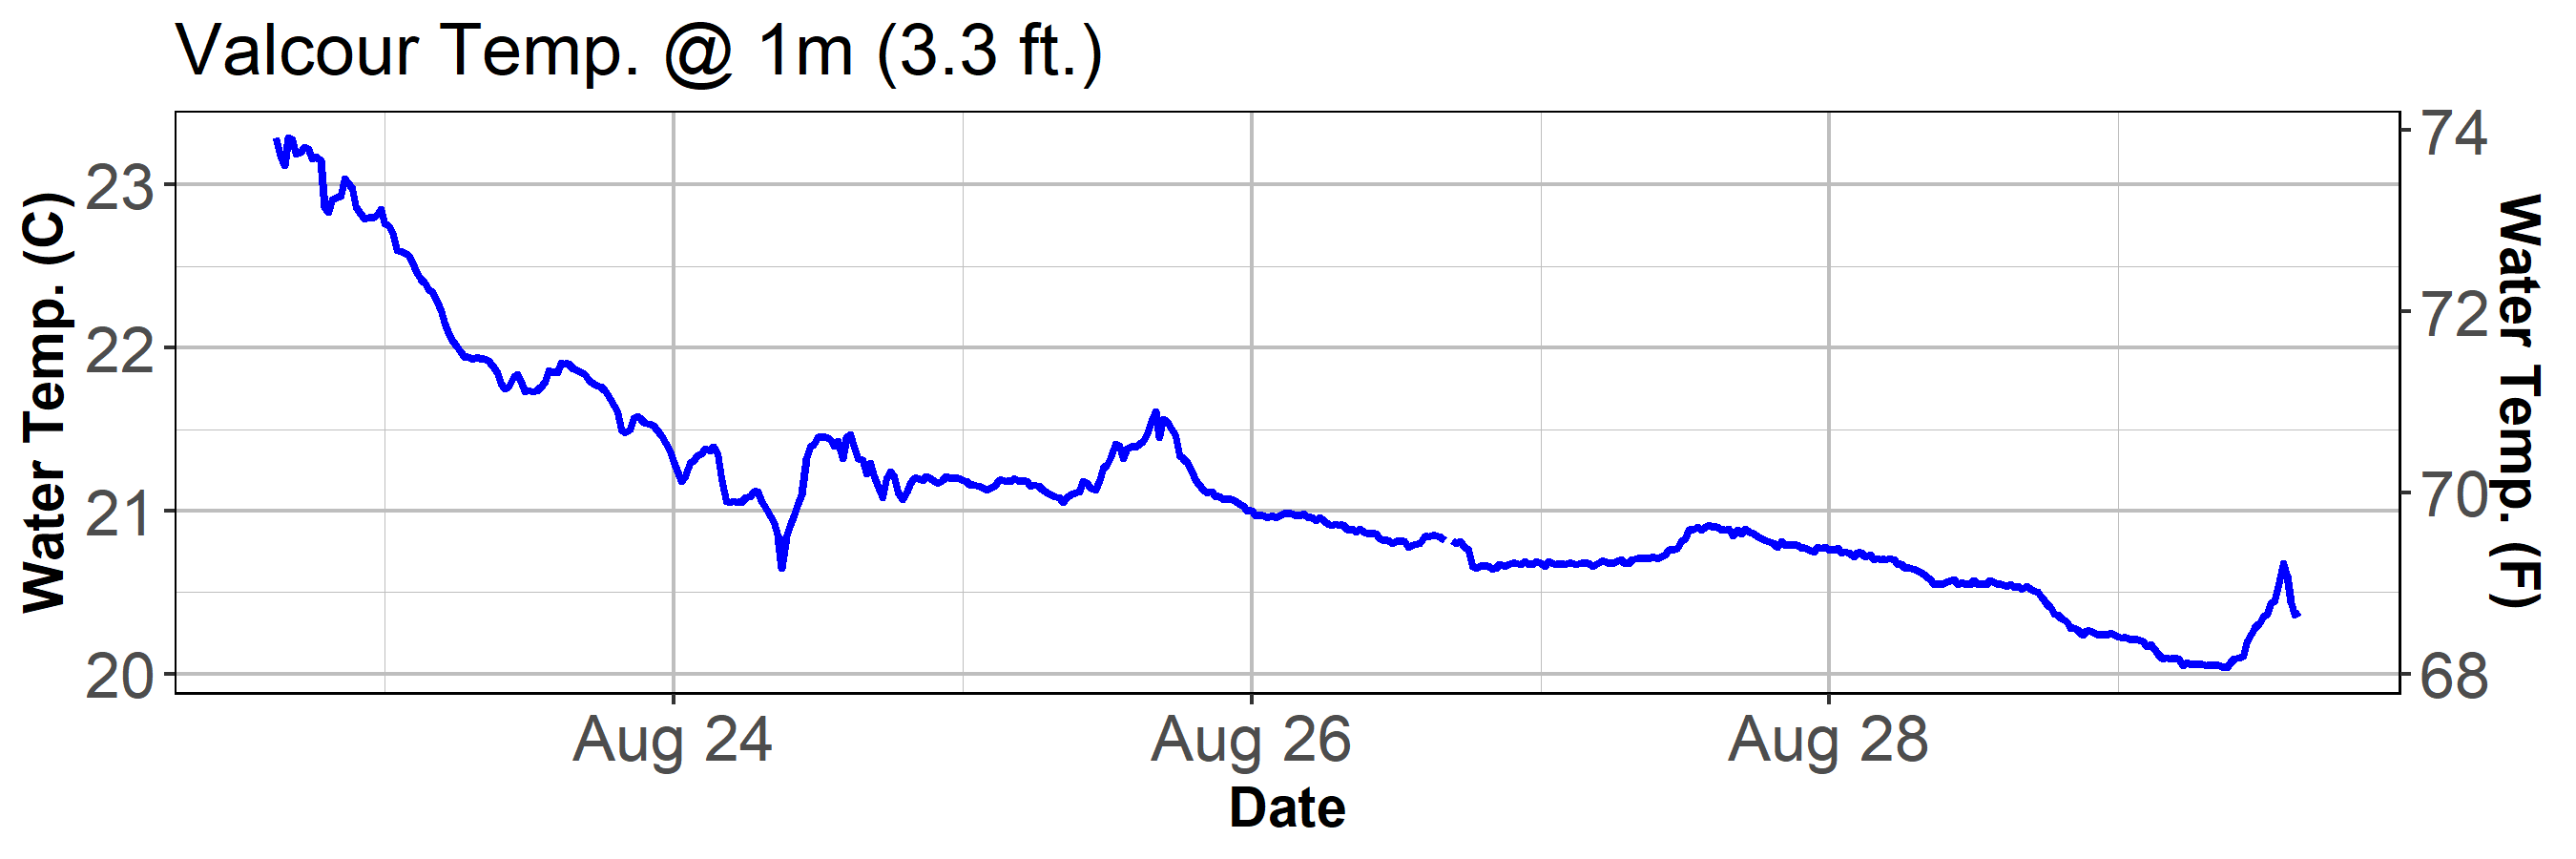 Valcour Temp. @ 1m (3.3 ft.)
Water Temp. (C)
23
22
21
20
74
72
70
68
Water Temp. (F)
Aug 24 Aug 26 Aug 28
Date